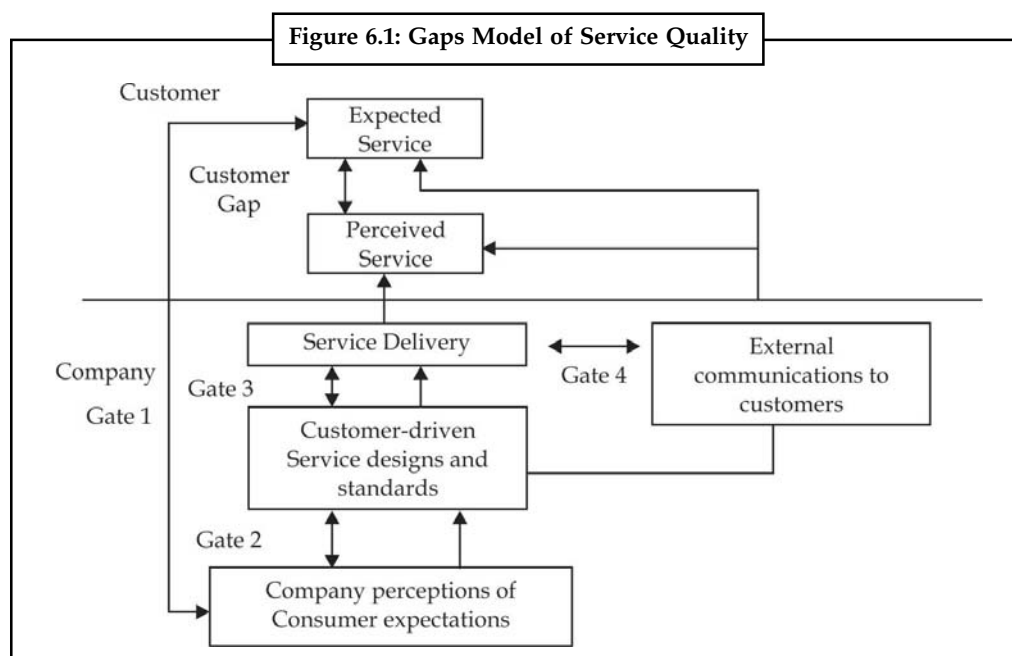 Figure 6.1: Gaps Model of Service Quality
Customer
Expected
Service
Customer
Gap
Perceived
Service
Service Delivery
External
communications to
customers
Company
Gate 3
Gate 4
Gate 1
Customer-driven
Service designs and
standards
Gate 2
Company perceptions of
Consumer expectations